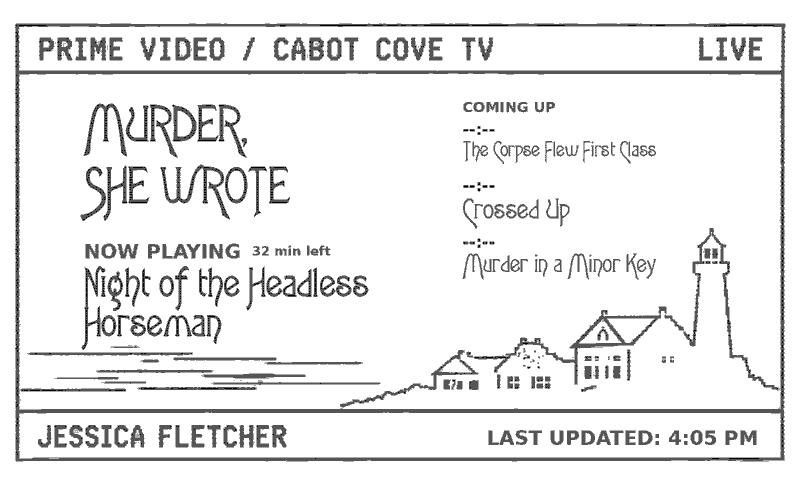 PRIME VIDEO / CABOT COVE TV
LIVE
MURDER,
SHE WROTE
NOW PLAYING 32 min left
Night of the Headless
Horseman
COMING UP
--:--
The Corpse Flew First Class
--:--
Crossed Up
--:--
Murder in a Minor Key
JESSICA FLETCHER
LAST UPDATED: 4:05 PM